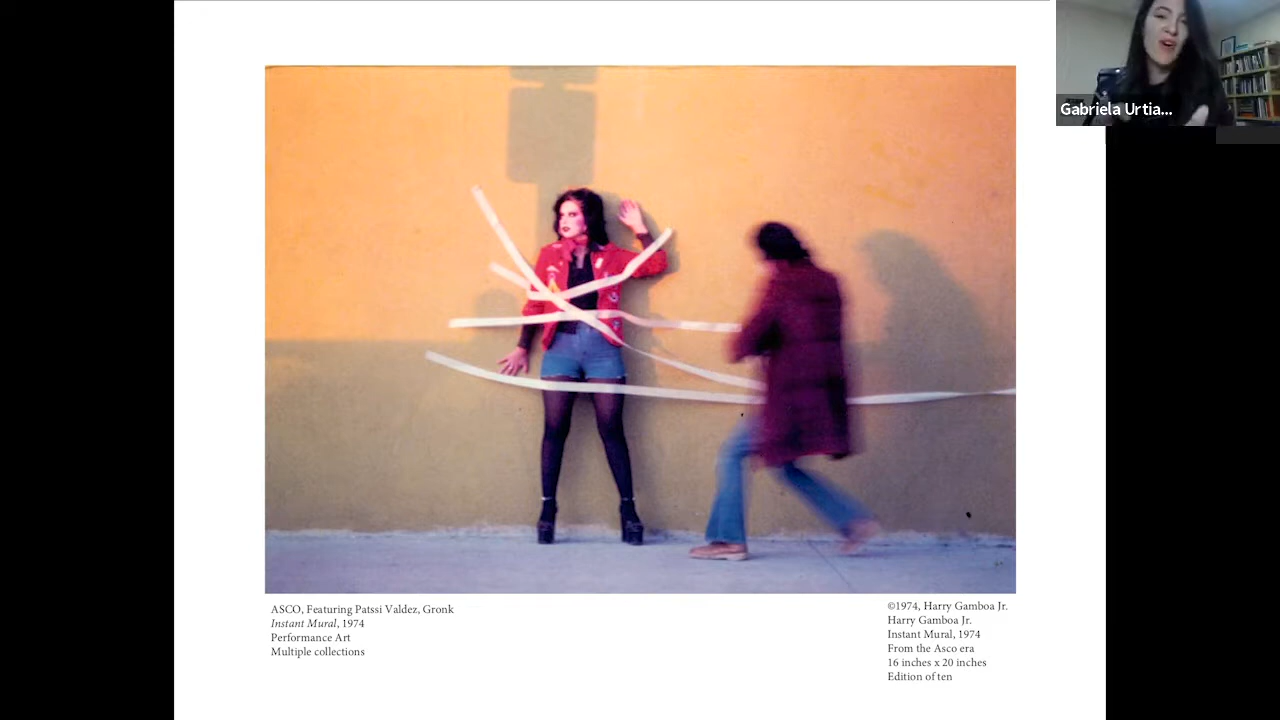 Gabriela Urtia...
ASCO, Featuring Patssi Valdez, Gronk
Instant Mural, 1974
Performance Art
Multiple collections
©1974, Harry Gamboa Jr.
Harry Gamboa Jr.
Instant Mural, 1974
From the Asco era
16 inches x 20 inches
Edition of ten